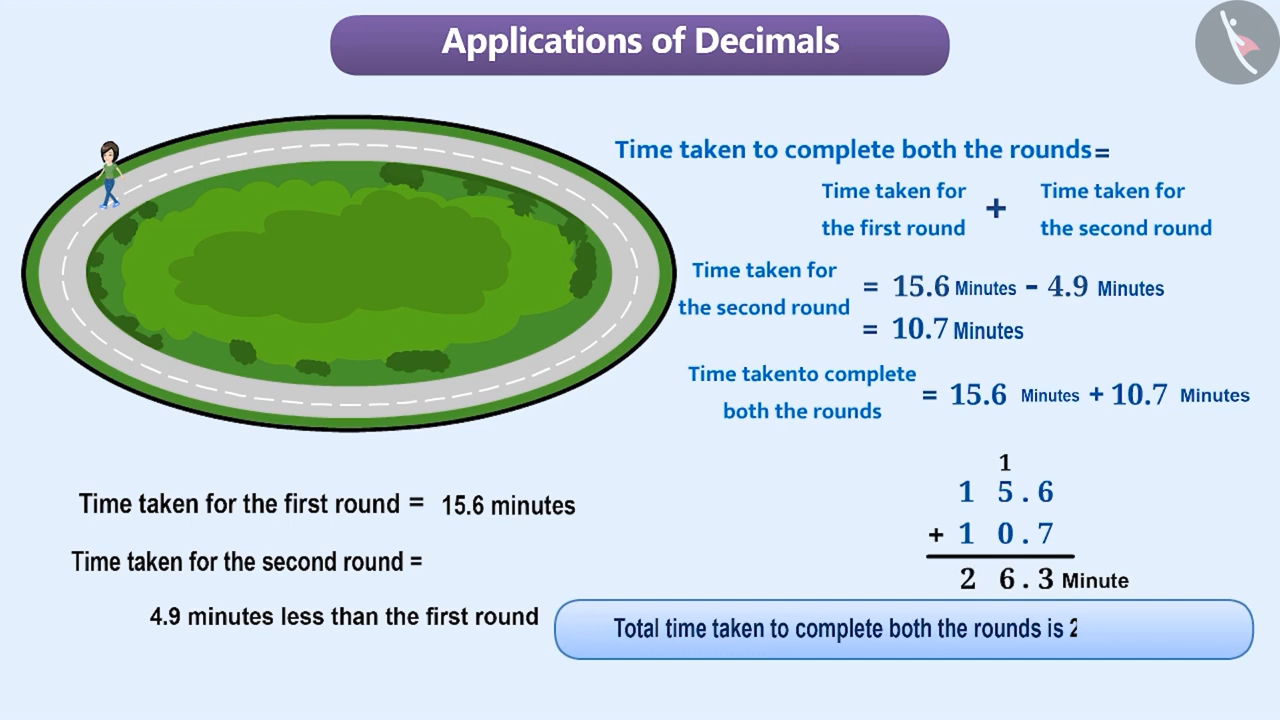 Applications of Decimals
Time taken to complete both the rounds =
Time taken for the first round + Time taken for the second round
Time taken for the second round = 15.6 Minutes - 4.9 Minutes
= 10.7 Minutes
Time takento complete both the rounds = 15.6 Minutes + 10.7 Minutes
Time taken for the first round = 15.6 minutes
Time taken for the second round =
4.9 minutes less than the first round
1
1 5 . 6
+ 1 0 . 7
2 6 . 3 Minute
Total time taken to complete both the rounds is 2